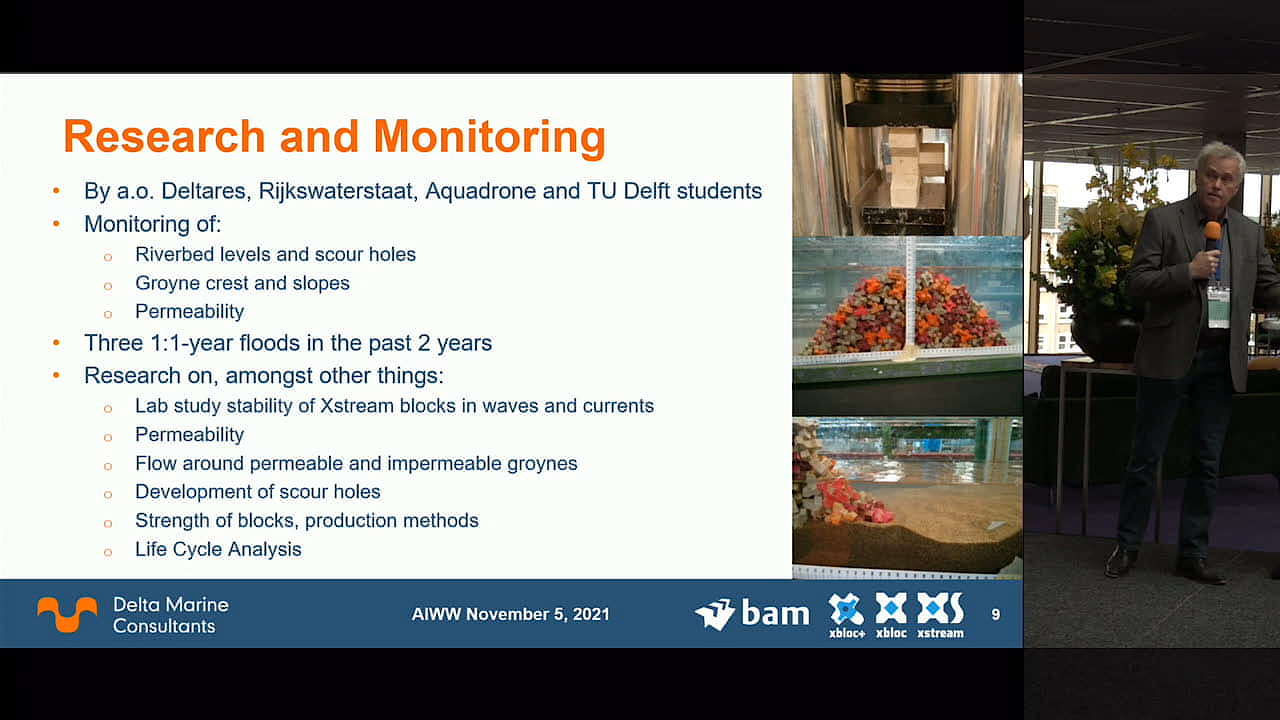 Research and Monitoring
• By a.o. Deltares, Rijkswaterstaat, Aquadrone and TU Delft students
• Monitoring of:
o Riverbed levels and scour holes
o Groyne crest and slopes
o Permeability
• Three 1:1-year floods in the past 2 years
• Research on, amongst other things:
o Lab study stability of Xstream blocks in waves and currents
o Permeability
o Flow around permeable and impermeable groynes
o Development of scour holes
o Strength of blocks, production methods
o Life Cycle Analysis
Delta Marine
Consultants
AIWW November 5, 2021
bam
xbloc+ xbloc xstream
9